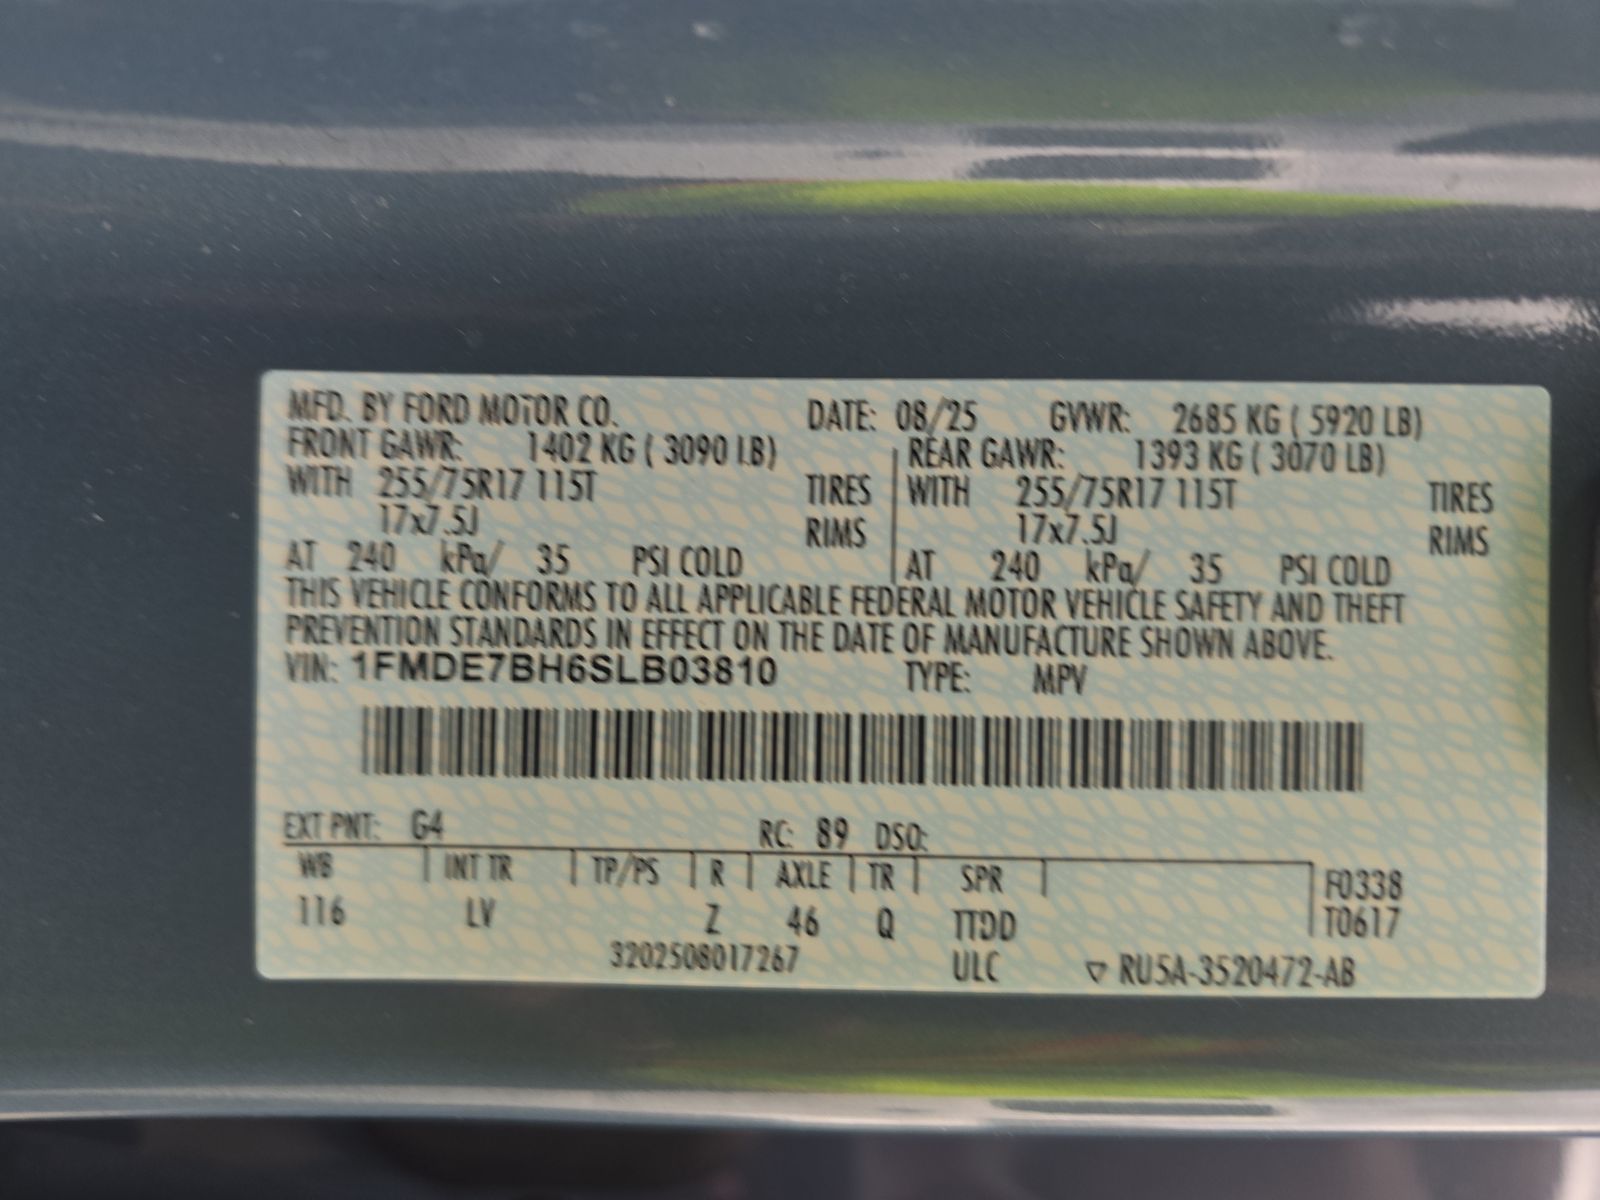 MFD. BY FORD MOTOR CO. DATE: 08/25 GVWR: 2685 KG ( 5920 LB)
FRONT GAWR: 1402 KG ( 3090 LB) REAR GAWR: 1393 KG ( 3070 LB)
WITH 255/75R17 115T TIRES WITH 255/75R17 115T TIRES
17x7.5J RIMS 17x7.5J RIMS
AT 240 kPa/ 35 PSI COLD AT 240 kPa/ 35 PSI COLD
THIS VEHICLE CONFORMS TO ALL APPLICABLE FEDERAL MOTOR VEHICLE SAFETY AND THEFT
PREVENTION STANDARDS IN EFFECT ON THE DATE OF MANUFACTURE SHOWN ABOVE.
VIN: 1FMDE7BH6SLB03810 TYPE: MPV
EXT PNT: G4 RC: 89 DSO:
WB INT TR TP/PS R AXLE TR SPR F0338
116 LV Z 46 Q TTDD T0617
3202508017267 ULC ▽ RU5A-3520472-AB